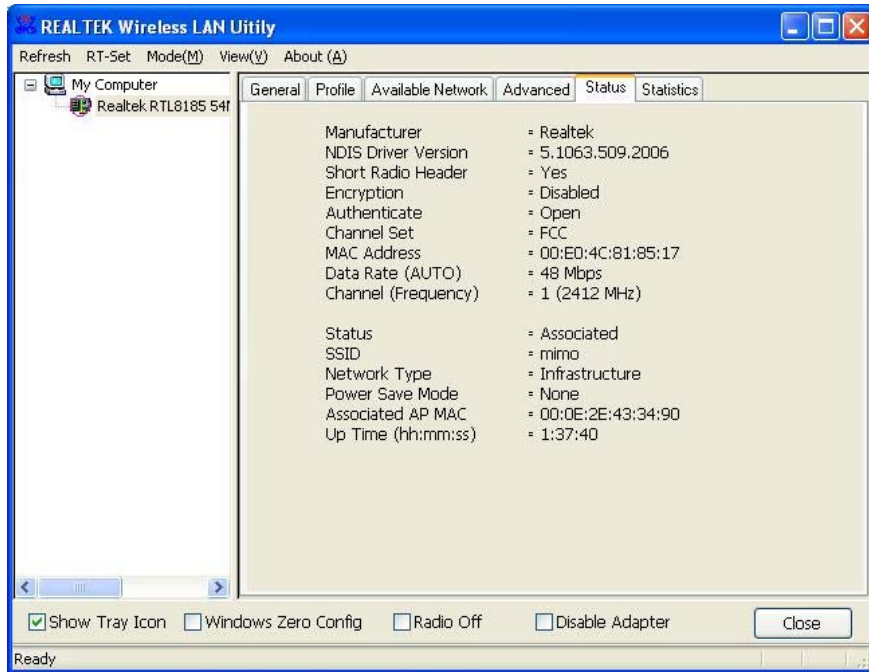 REALTEK Wireless LAN Uitily
Refresh RT-Set Mode(M) View(V) About (A)
My Computer
Realtek RTL8185 54M
General Profile Available Network Advanced Status Statistics
Manufacturer = Realtek
NDIS Driver Version = 5.1063.509.2006
Short Radio Header = Yes
Encryption = Disabled
Authenticate = Open
Channel Set = FCC
MAC Address = 00:E0:4C:81:85:17
Data Rate (AUTO) = 48 Mbps
Channel (Frequency) = 1 (2412 MHz)
Status = Associated
SSID = mimo
Network Type = Infrastructure
Power Save Mode = None
Associated AP MAC = 00:0E:2E:43:34:90
Up Time (hh:mm:ss) = 1:37:40
Show Tray Icon Windows Zero Config Radio Off Disable Adapter Close
Ready